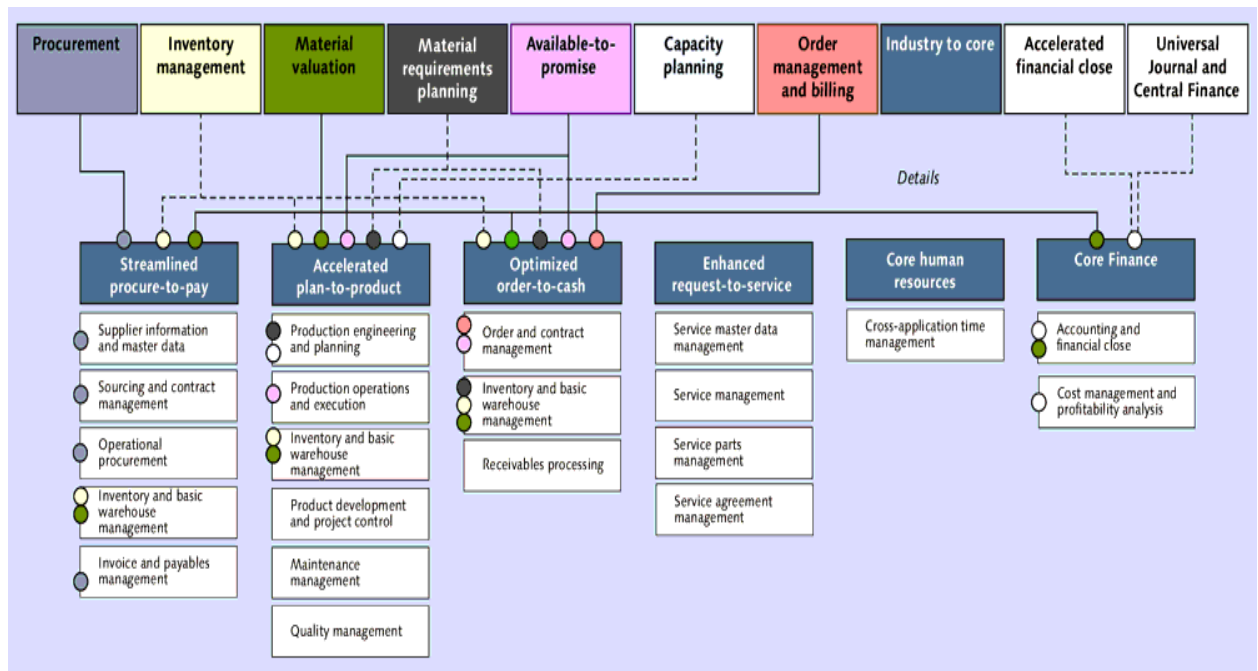 Procurement
Inventory
management
Material
valuation
Material
requirements
planning
Available-to-
promise
Capacity
planning
Order
management
and billing
Industry to core
Accelerated
financial close
Universal
Journal and
Central Finance
Details
Streamlined
procure-to-pay
Supplier information
and master data
Sourcing and contract
management
Operational
procurement
Inventory and basic
warehouse
management
Invoice and payables
management
Accelerated
plan-to-product
Production engineering
and planning
Production operations
and execution
Inventory and basic
warehouse
management
Product development
and project control
Maintenance
management
Quality management
Optimized
order-to-cash
Order and contract
management
Inventory and basic
warehouse
management
Receivables processing
Enhanced
request-to-service
Service master data
management
Service management
Service parts
management
Service agreement
management
Core human
resources
Cross-application time
management
Core Finance
Accounting and
financial close
Cost management and
profitability analysis